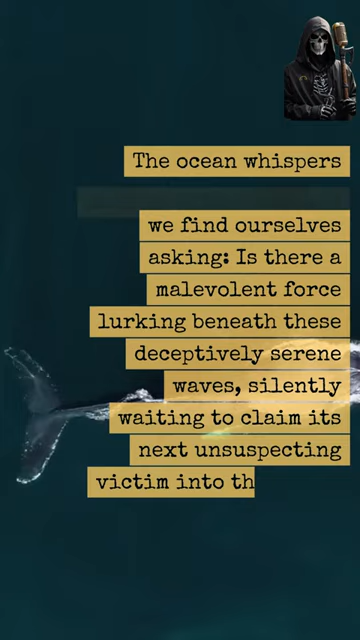 The ocean whispers
we find ourselves
asking: Is there a
malevolent force
lurking beneath these
deceptively serene
waves, silently
waiting to claim its
next unsuspecting
victim into th